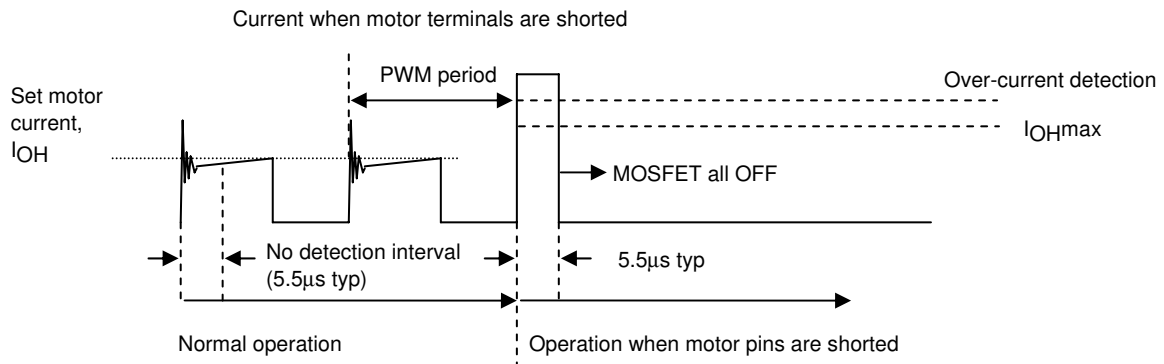 Current when motor terminals are shorted
PWM period
Over-current detection
Set motor
current,
IOH
IOHmax
MOSFET all OFF
No detection interval
(5.5μs typ)
5.5μs typ
Normal operation
Operation when motor pins are shorted